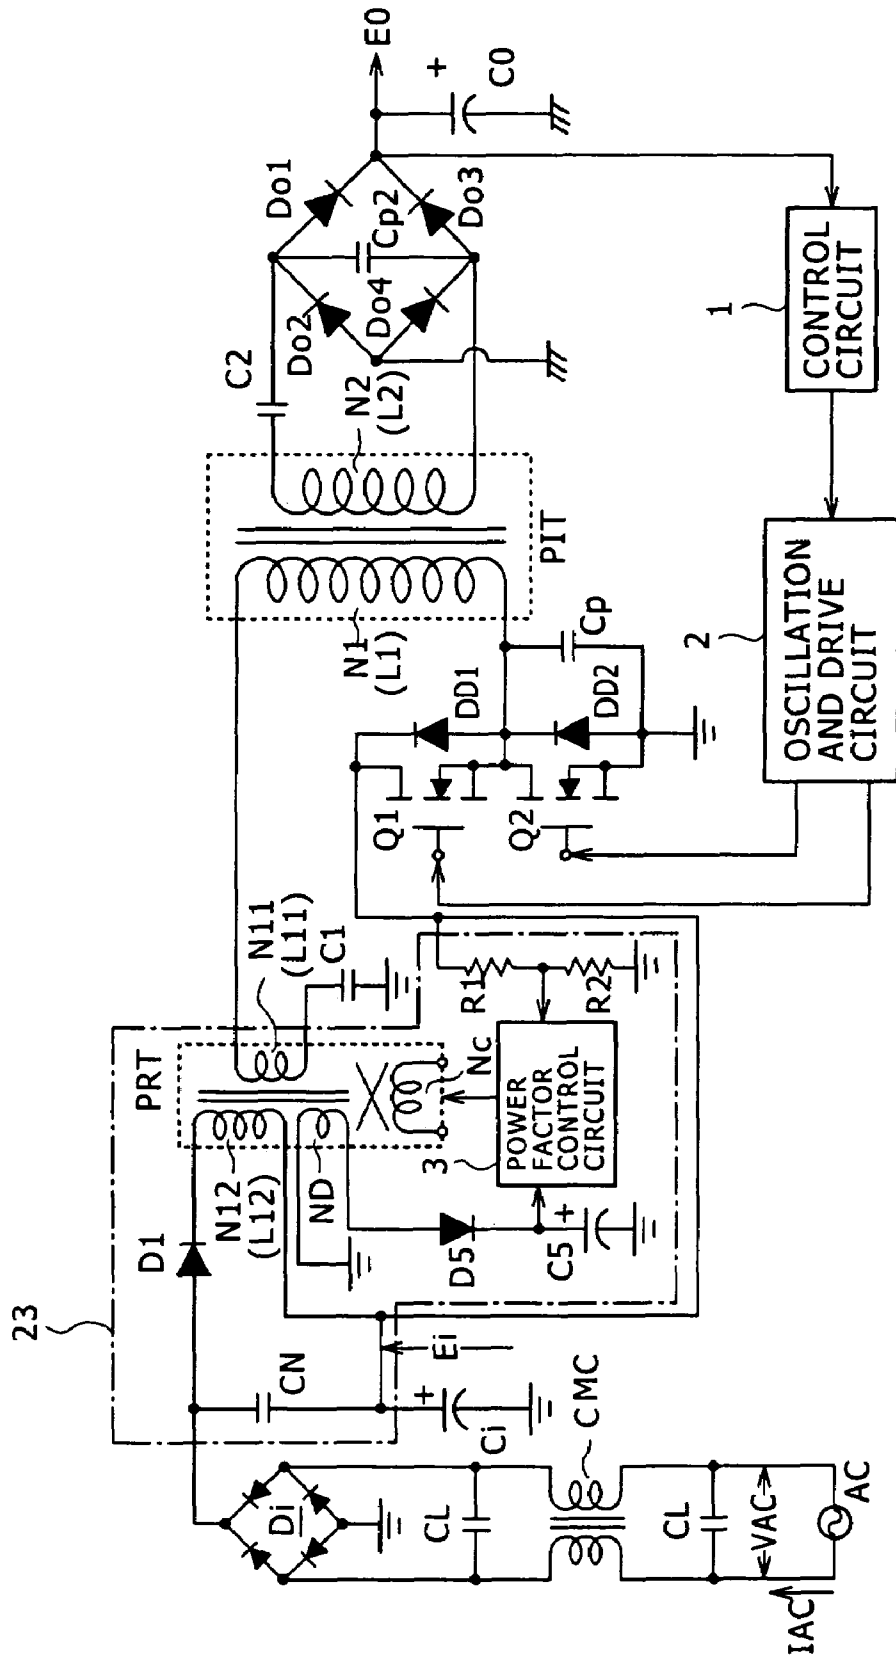 23
Di
CL
CMC
CL
VAC
IAC
AC
CN
Ci
+
Ei
D1
PRT
N12
(L12)
ND
N11
(L11)
C1
D5
C5
+
3
POWER
FACTOR
CONTROL
CIRCUIT
Nc
R1
R2
Q1
Q2
DD1
DD2
Cp
N1
(L1)
PIT
N2
(L2)
C2
Do1
Do2
Do3
Do4
Cp2
E0
+
C0
1
CONTROL
CIRCUIT
2
OSCILLATION
AND DRIVE
CIRCUIT